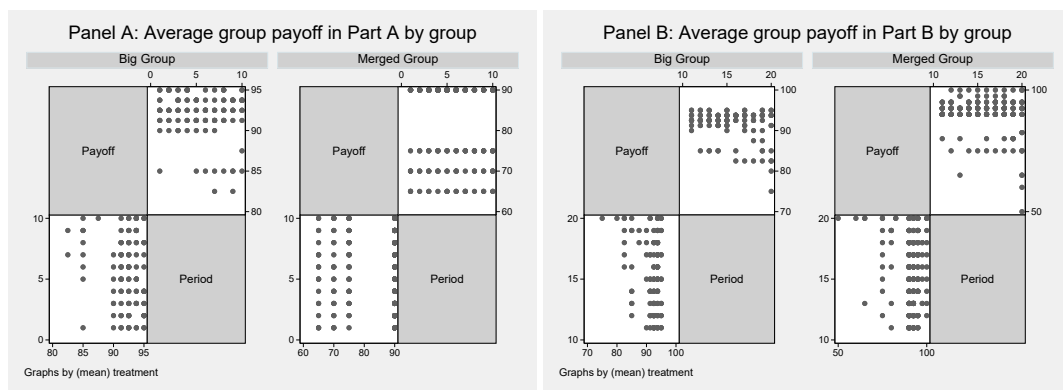 Panel A: Average group payoff in Part A by group
Big Group
Merged Group
0 5 10
0 5 10
95
90
85
80
90
80
70
60
Payoff
Payoff
10
5
0
10
5
0
Period
Period
80 85 90 95
60 70 80 90
Graphs by (mean) treatment
Panel B: Average group payoff in Part B by group
Big Group
Merged Group
10 15 20
10 15 20
100
90
80
70
100
50
Payoff
Payoff
20
15
10
20
15
10
Period
Period
70 80 90 100
50 100
Graphs by (mean) treatment